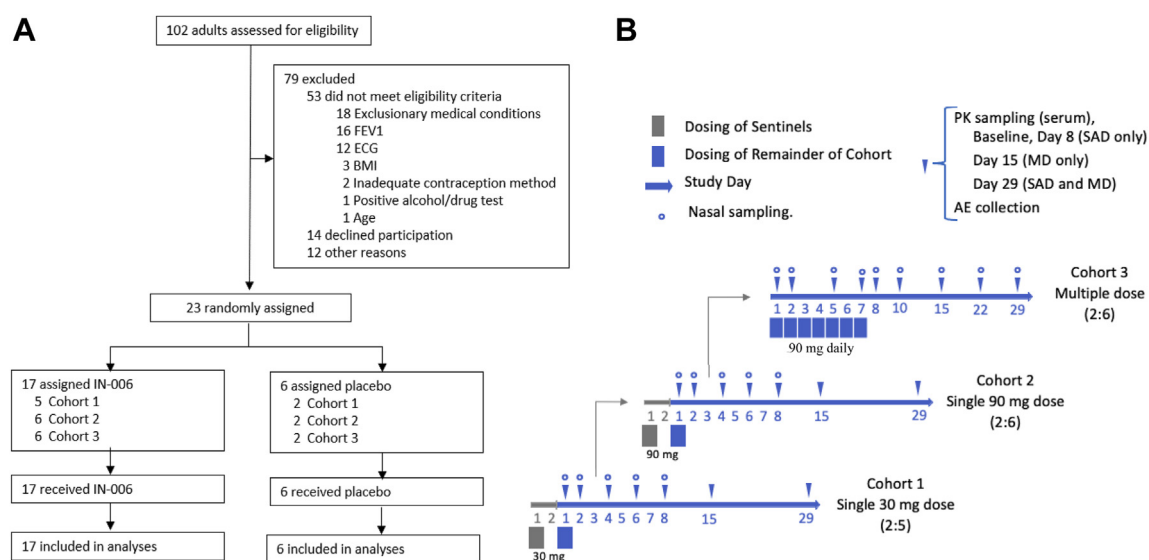 A
102 adults assessed for eligibility
79 excluded
53 did not meet eligibility criteria
18 Exclusionary medical conditions
16 FEV1
12 ECG
3 BMI
2 Inadequate contraception method
1 Positive alcohol/drug test
1 Age
14 declined participation
12 other reasons
23 randomly assigned
17 assigned IN-006
5 Cohort 1
6 Cohort 2
6 Cohort 3
6 assigned placebo
2 Cohort 1
2 Cohort 2
2 Cohort 3
17 received IN-006
6 received placebo
17 included in analyses
6 included in analyses
B
Dosing of Sentinels
Dosing of Remainder of Cohort
Study Day
Nasal sampling.
PK sampling (serum),
Baseline, Day 8 (SAD only)
Day 15 (MD only)
Day 29 (SAD and MD)
AE collection
1 2 3 4 5 6 7 8 10 15 22 29
90 mg daily
Cohort 3
Multiple dose
(2:6)
1 2 1 2 3 4 5 6 7 8 15 29
90 mg
Cohort 2
Single 90 mg dose
(2:6)
1 2 1 2 3 4 5 6 7 8 15 29
30 mg
Cohort 1
Single 30 mg dose
(2:5)